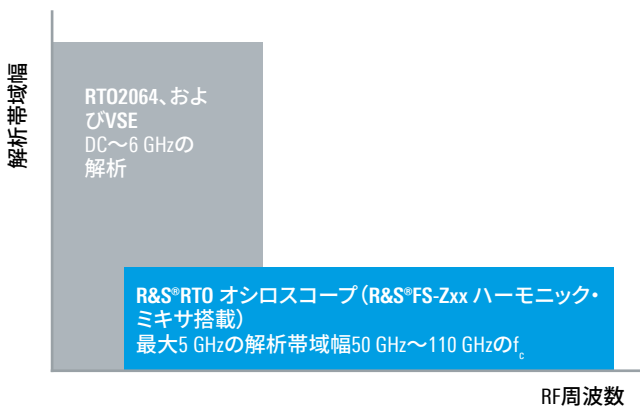 解析帯域幅
RTO2064、およ
びVSE
DC～6 GHzの
解析
R&S®RTO オシロスコープ（R&S®FS-Zxx ハーモニック・
ミキサ搭載）
最大5 GHzの解析帯域幅50 GHz～110 GHzのfc
RF周波数